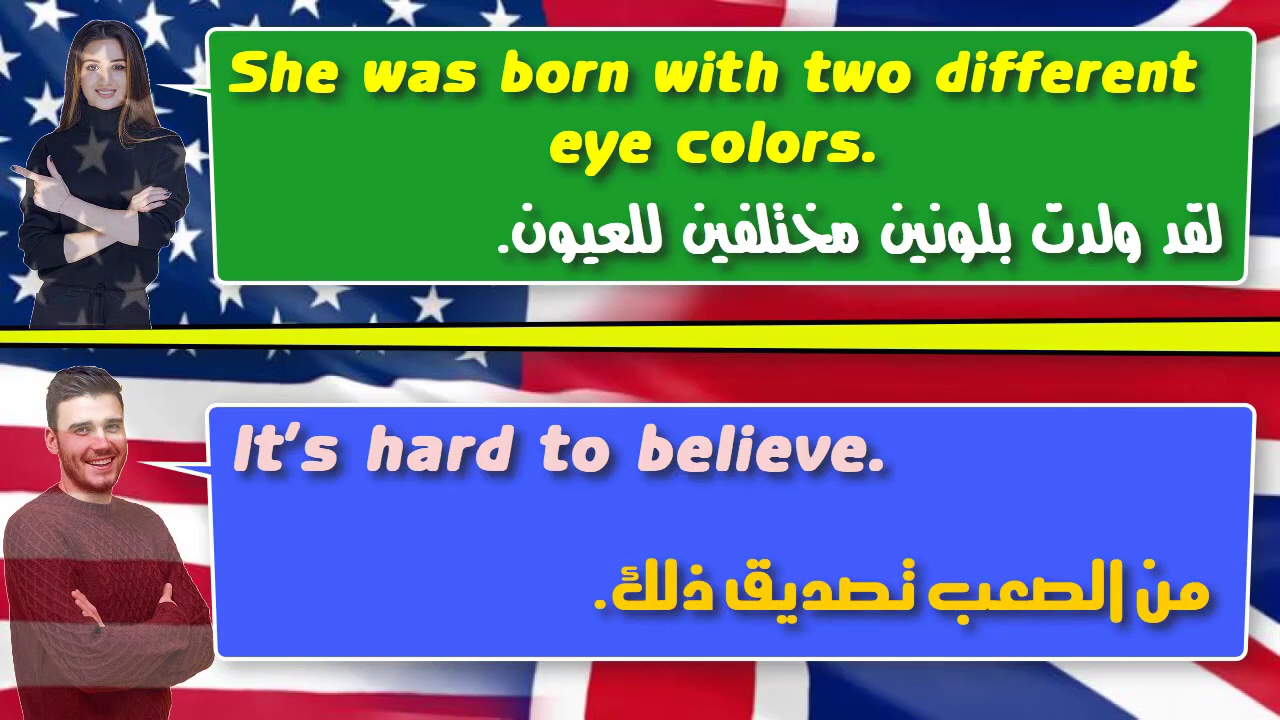 She was born with two different
eye colors.
لقد ولدت بلونين مختلفين للعيون.
It's hard to believe.
من الصعب تصديق ذلك.